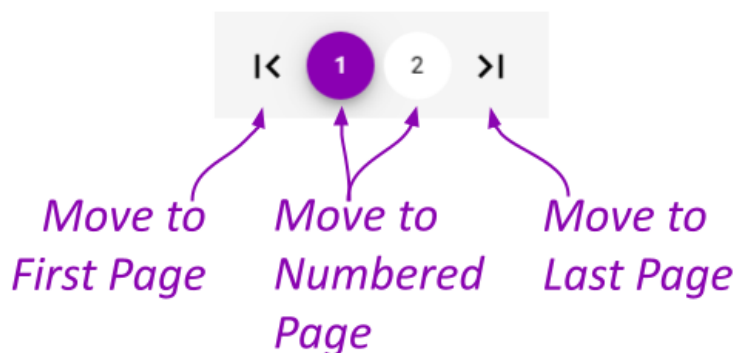 1
2
Move to
First Page
Move to
Numbered
Page
Move to
Last Page